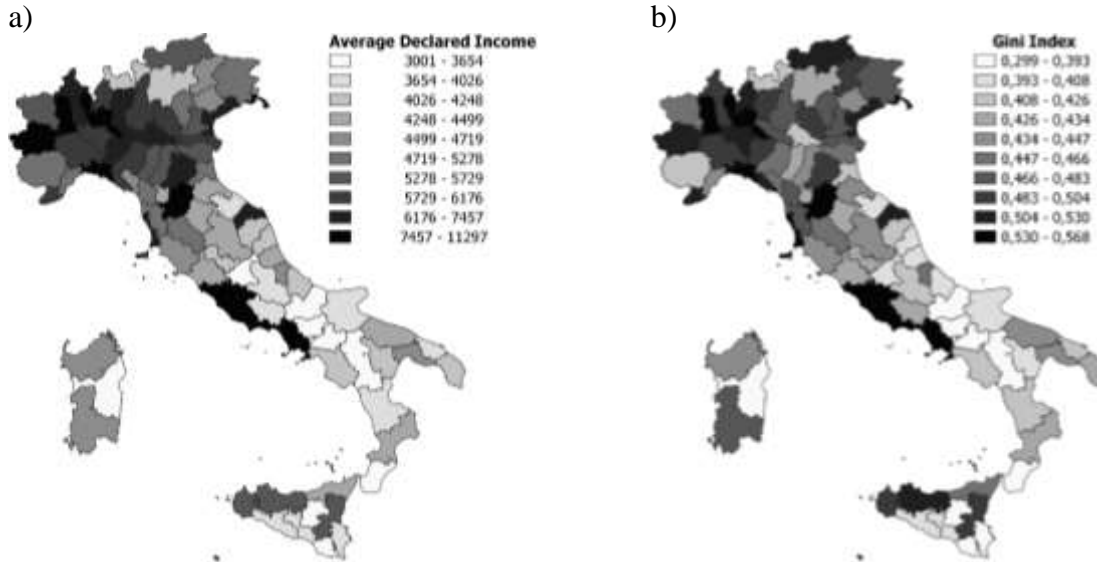 a)
Average Declared Income
3001 - 3654
3654 - 4026
4026 - 4248
4248 - 4499
4499 - 4719
4719 - 5278
5278 - 5729
5729 - 6176
6176 - 7457
7457 - 11297
b)
Gini Index
0,299 - 0,393
0,393 - 0,408
0,408 - 0,426
0,426 - 0,434
0,434 - 0,447
0,447 - 0,466
0,466 - 0,483
0,483 - 0,504
0,504 - 0,530
0,530 - 0,568